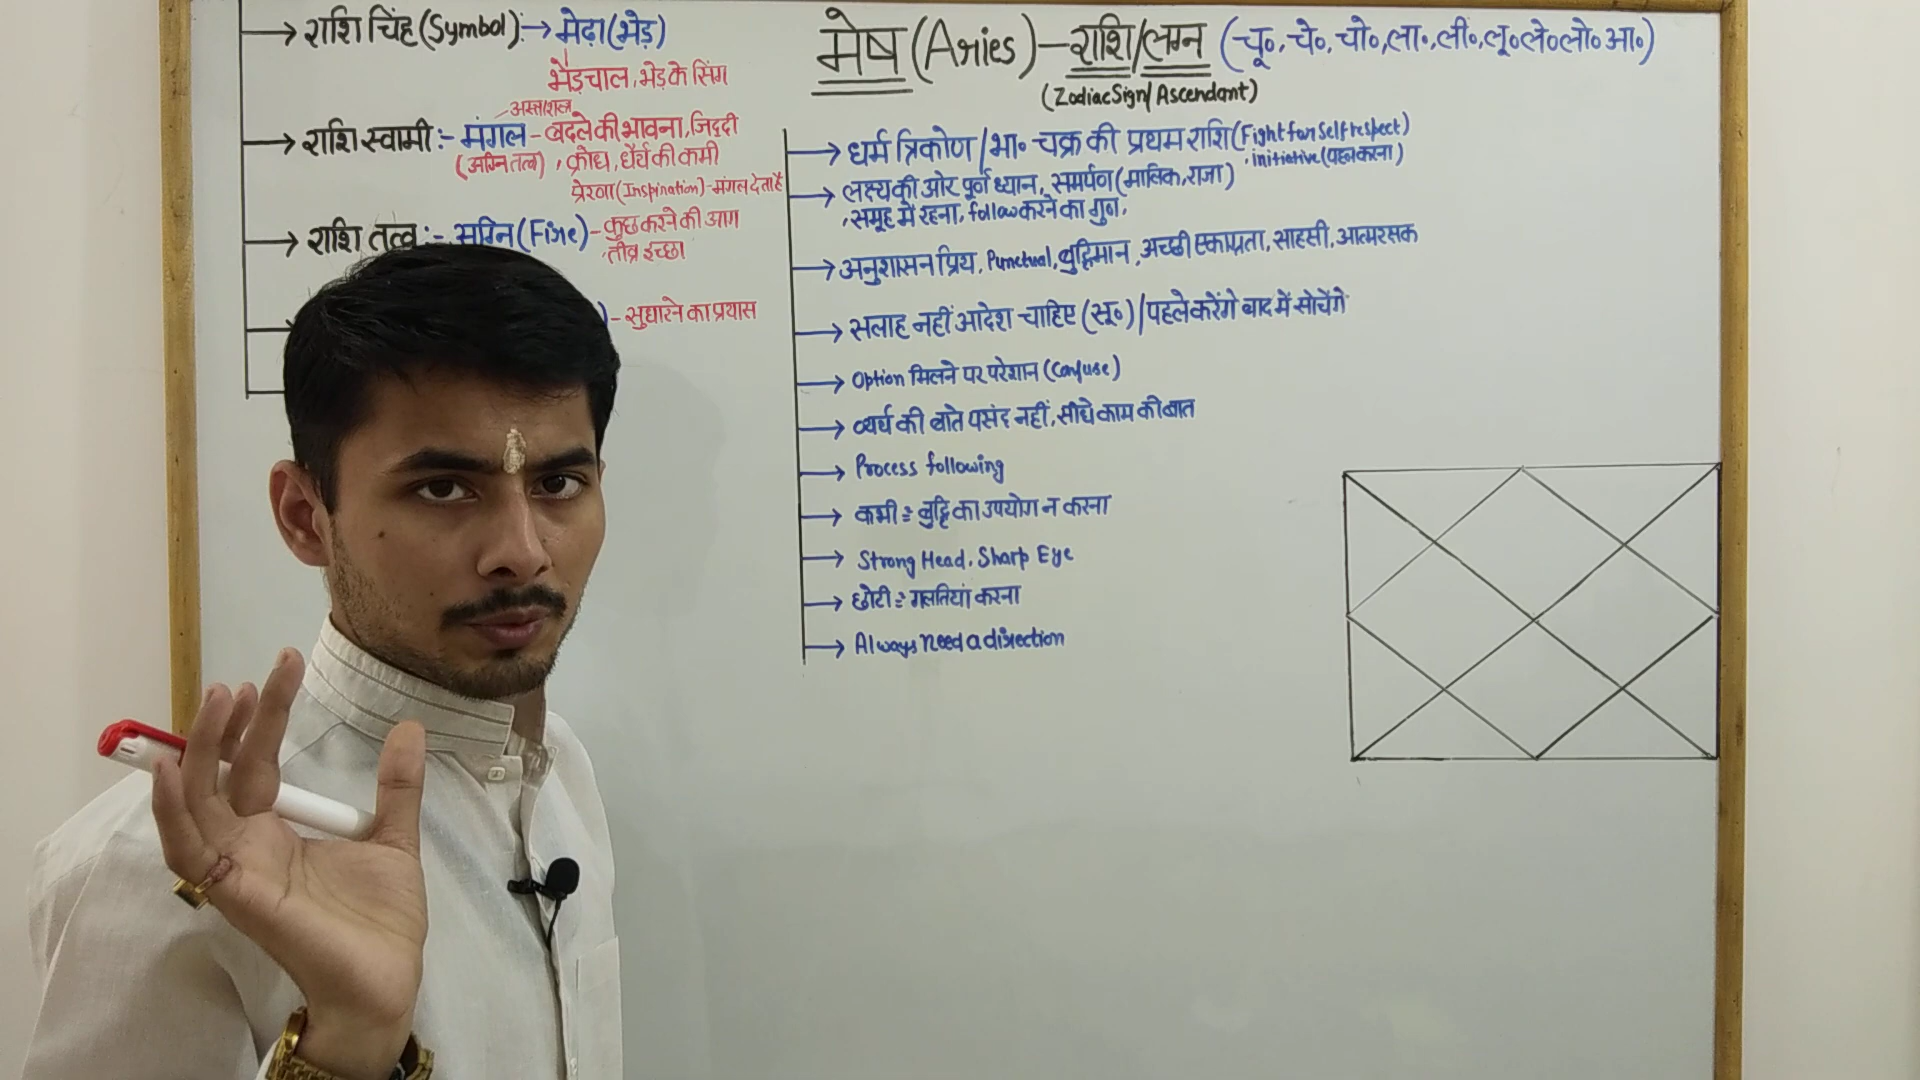 मेष (Aries) – राशि/लग्न (चू०, चे०, चो०, ला०, ली०, लू० ले० लो० आ०)
(Zodiac Sign/ Ascendant)
→ राशि चिंह (Symbol) :→ मेढ़ा (भेड़)
भेड़चाल, भेड़ के सिंग
अस्त्र/शस्त्र
→ राशि स्वामी :- मंगल – बदले की भावना, जिद्दी
(अग्नि तत्व) , क्रोध, धैर्य की कमी
प्रेरणा (Inspiration) - मंगल देता है
→ राशि तत्व :- अग्नि (Fire) – कुछ करने की आग
, तीव्र इच्छा
) – सुधारने का प्रयास
→ धर्म त्रिकोण / भा० चक्र की प्रथम राशि (Fight for Self respect)
, initiative (पहल करना)
→ लक्ष्य की ओर पूर्ण ध्यान, समर्पण (मालिक, राजा)
, समूह में रहना, follow करने का गुण,
→ अनुशासन प्रिय, Punctual, बुद्धिमान, अच्छी एकाग्रता, साहसी, आत्मरक्षक
→ सलाह नहीं आदेश चाहिए (सू०) / पहले करेंगे बाद में सोचेंगे
→ Option मिलने पर परेशान (Confuse)
→ व्यर्थ की बाते पसंद नहीं, सीधे काम की बात
→ Process following
→ कमी :- बुद्धि का उपयोग न करना
→ Strong Head, Sharp Eye
→ छोटी :- गलतियां करना
→ Always need a direction